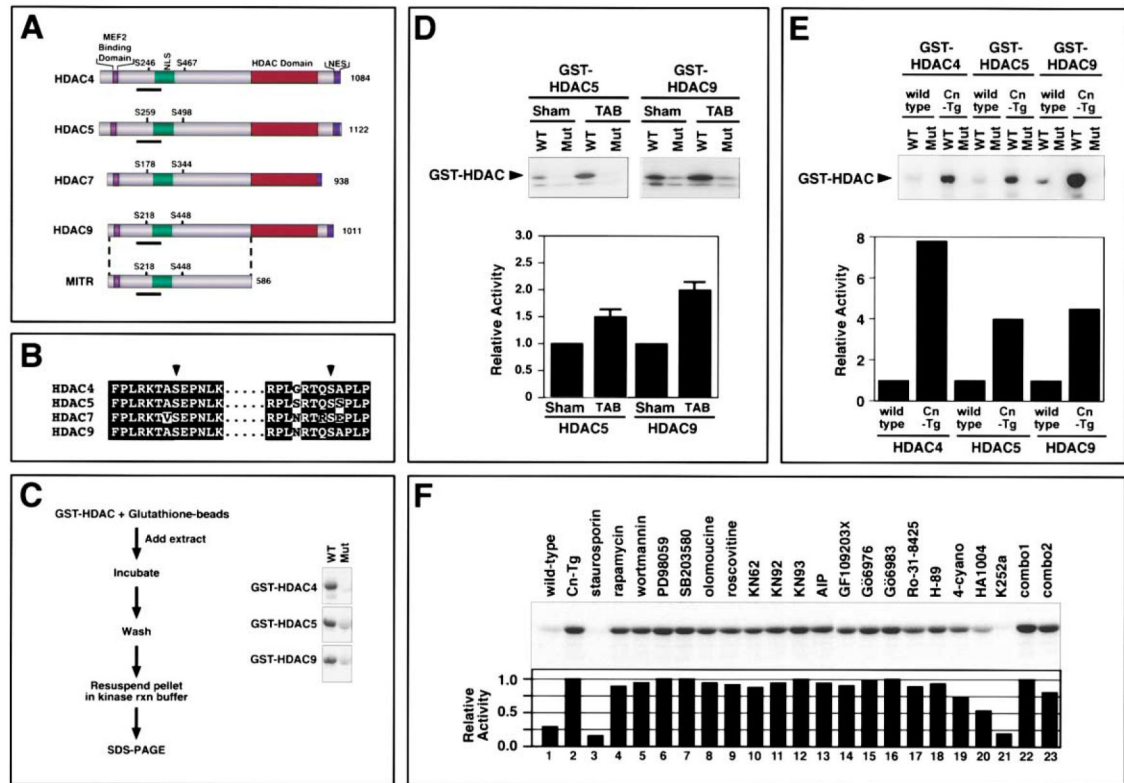 A
MEF2
Binding
Domain
S246
NLS
S467
HDAC Domain
NES
HDAC4
1084
S259
S498
HDAC5
1122
S178
S344
HDAC7
938
S218
S448
HDAC9
1011
S218
S448
MITR
586
B
HDAC4 FPLRKTASEPNLK.....RPLGRTQSAPLP
HDAC5 FPLRKTASEPNLK.....RPLSRTQSSPLP
HDAC7 FPLRKTVSEPNLK.....RPLNRTRSEPLP
HDAC9 FPLRKTASEPNLK.....RPLNRTQSAPLP
C
GST-HDAC + Glutathione-beads
Add extract
Incubate
Wash
Resuspend pellet
in kinase rxn buffer
SDS-PAGE
WT Mut
GST-HDAC4
GST-HDAC5
GST-HDAC9
D
GST-
HDAC5
GST-
HDAC9
Sham TAB Sham TAB
WT Mut WT Mut WT Mut WT Mut
GST-HDAC
3.0
2.5
2.0
1.5
1.0
0.5
0
Relative Activity
Sham TAB Sham TAB
HDAC5 HDAC9
E
GST-
HDAC4
GST-
HDAC5
GST-
HDAC9
wild Cn wild Cn wild Cn
type -Tg type -Tg type -Tg
WT Mut WT Mut WT Mut WT Mut WT Mut WT Mut
GST-HDAC
8
6
4
2
0
Relative Activity
wild Cn wild Cn wild Cn
type -Tg type -Tg type -Tg
HDAC4 HDAC5 HDAC9
F
wild-type
Cn-Tg
staurosporin
rapamycin
wortmannin
PD98059
SB203580
olomoucine
roscovitine
KN62
KN92
KN93
AIP
GF109203X
Gö6976
Gö6983
Ro-31-8425
H-89
4-cyano
HA1004
K252a
combo1
combo2
1.0
0.5
0.0
Relative
Activity
1 2 3 4 5 6 7 8 9 10 11 12 13 14 15 16 17 18 19 20 21 22 23